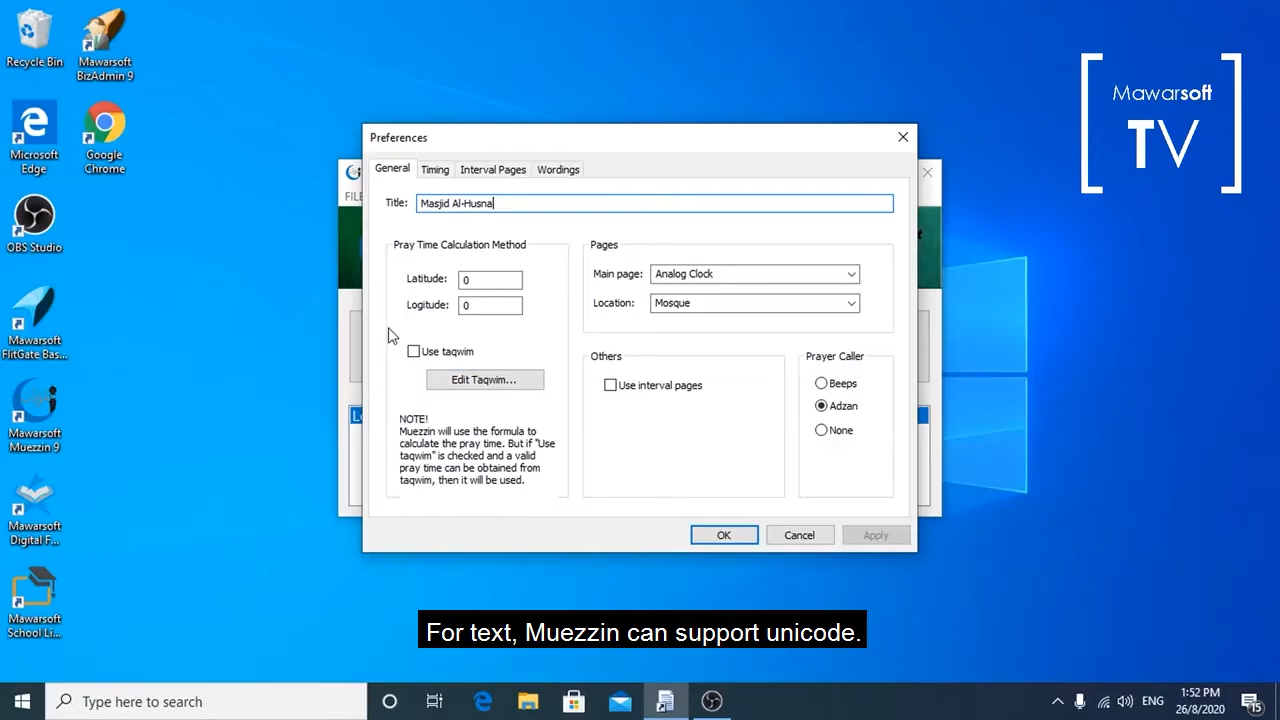 Recycle Bin
Mawarsoft
BizAdmin 9
Microsoft
Edge
Google
Chrome
OBS Studio
Mawarsoft
FlitGate Bas...
Mawarsoft
Muezzin 9
Mawarsoft
Digital F...
Mawarsoft
School Li...
Mawarsoft
TV
Preferences
General
Timing
Interval Pages
Wordings
Title:
Masjid Al-Husna
Pray Time Calculation Method
Latitude:
0
Logitude:
0
Use taqwim
Edit Taqwim...
NOTE!
Muezzin will use the formula to
calculate the pray time. But if "Use
taqwim" is checked and a valid
pray time can be obtained from
taqwim, then it will be used.
Pages
Main page:
Analog Clock
Location:
Mosque
Others
Use interval pages
Prayer Caller
Beeps
Adzan
None
OK
Cancel
Apply
For text, Muezzin can support unicode.
Type here to search
ENG
1:52 PM
26/8/2020
15